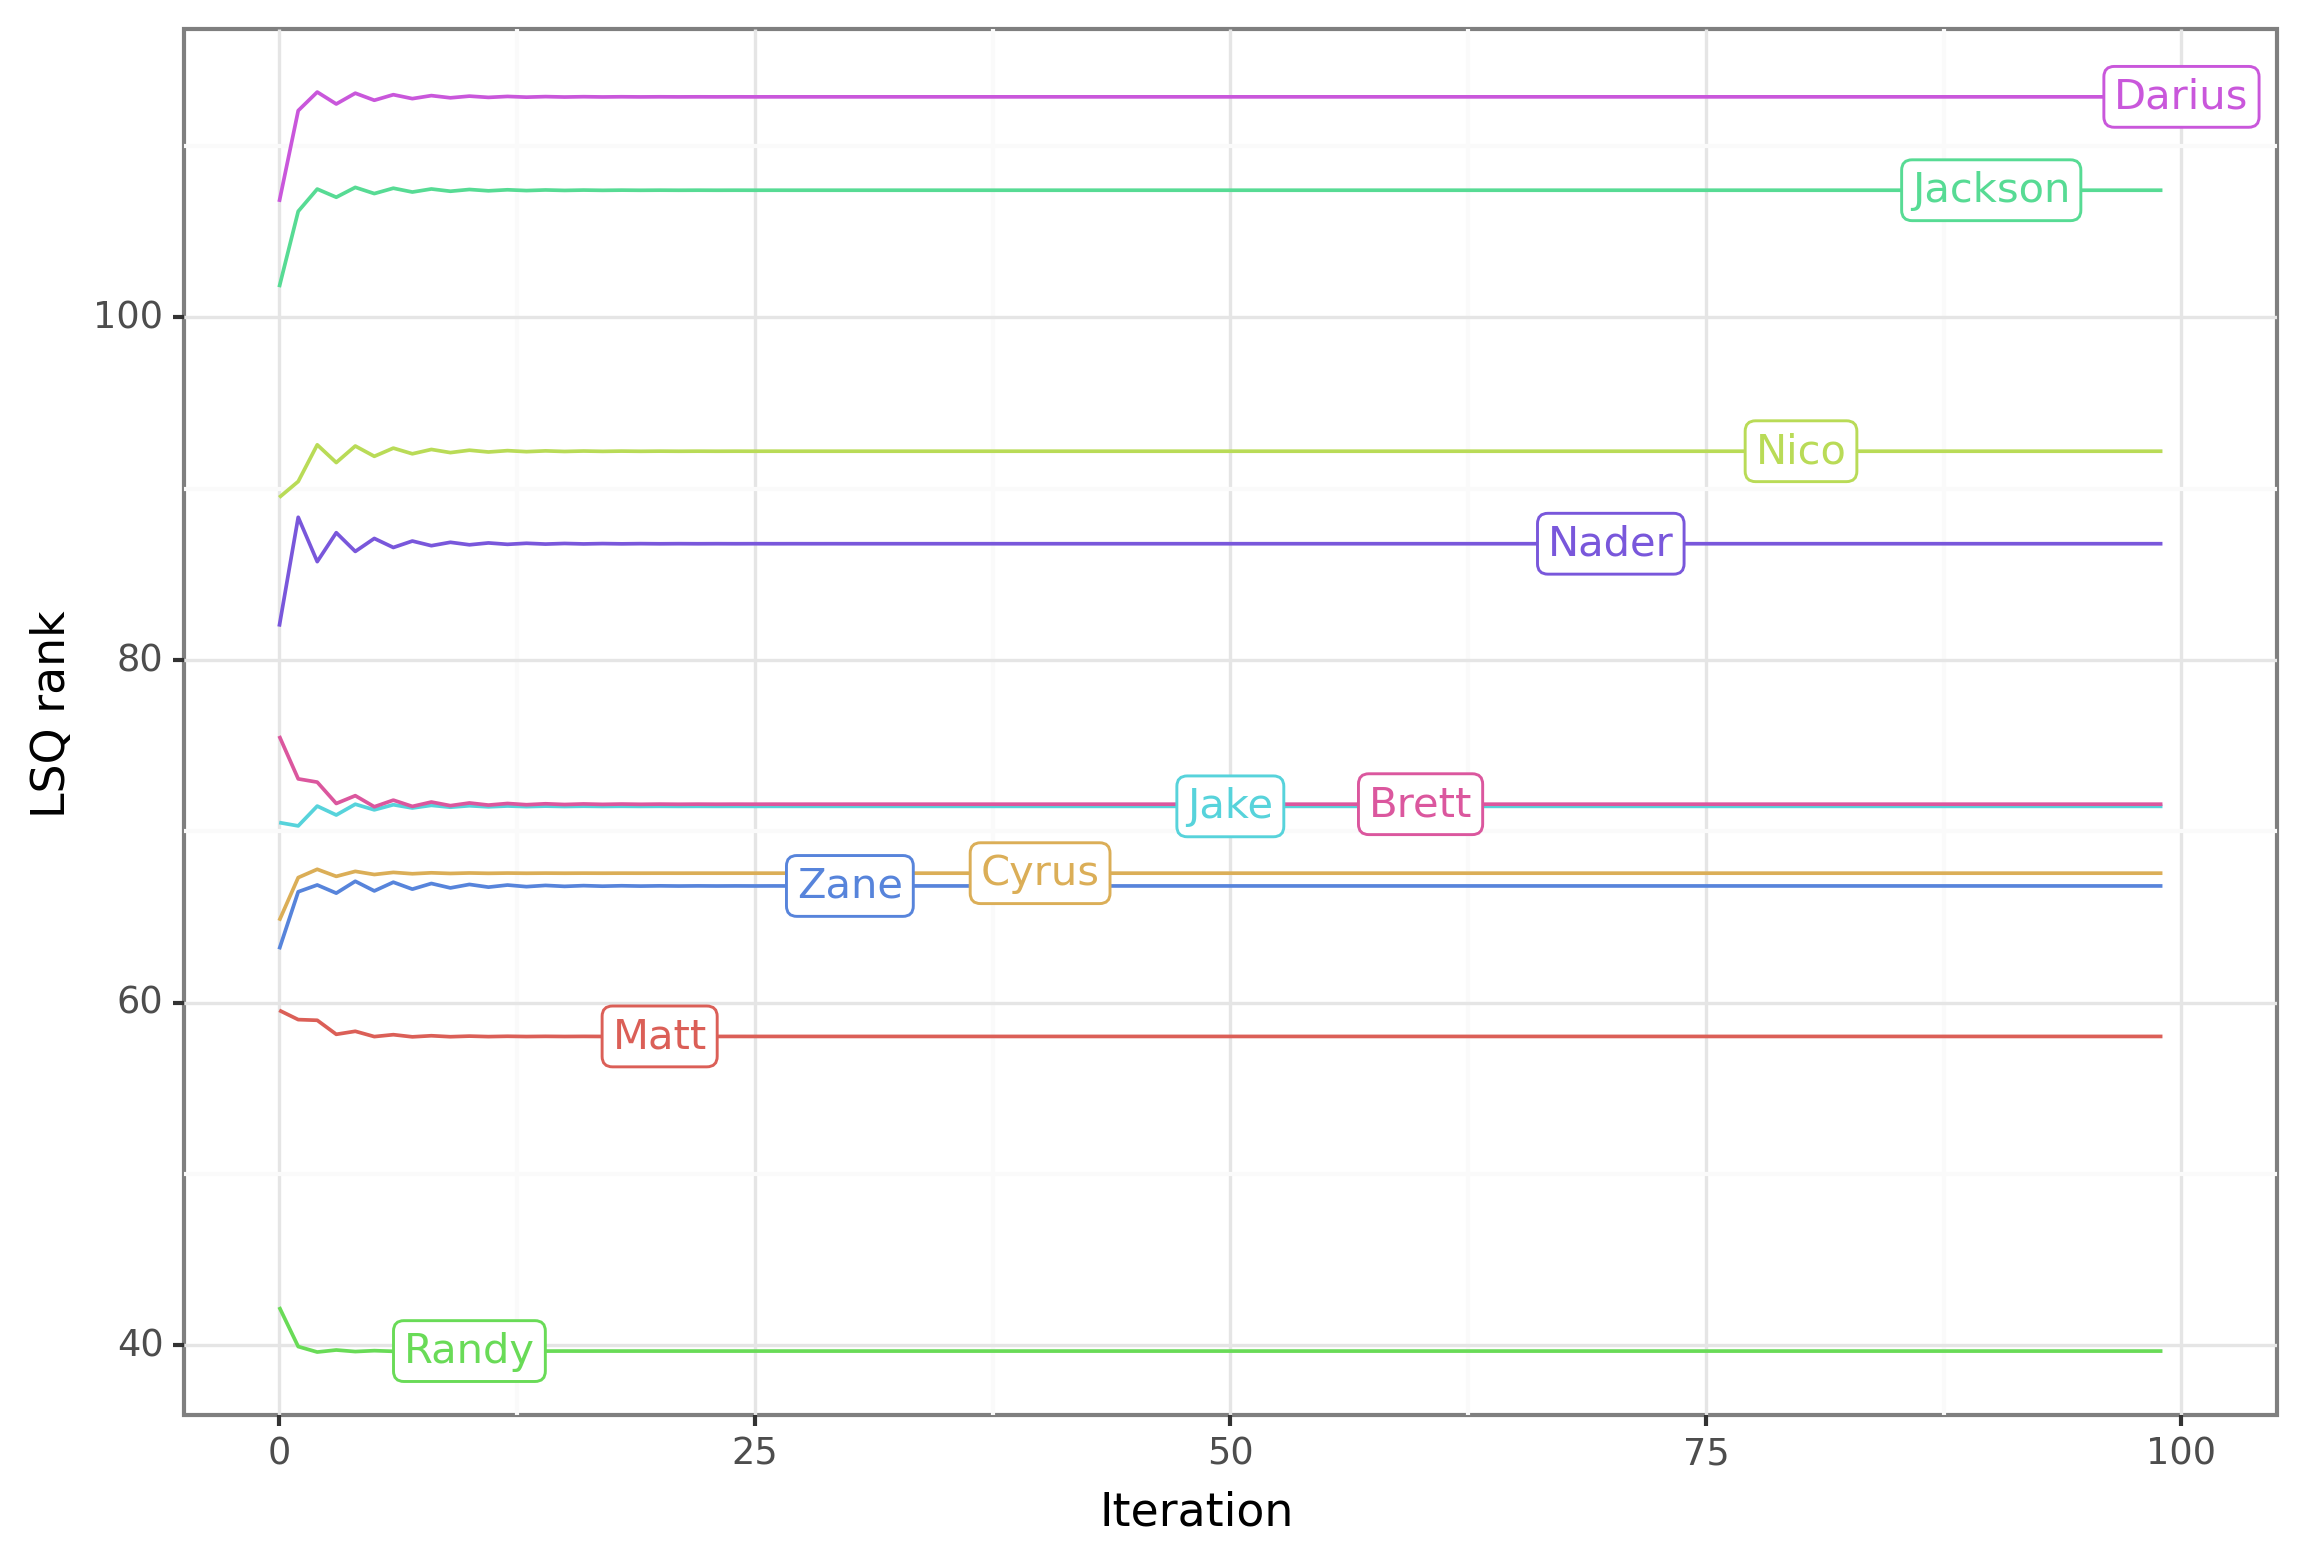 Darius
Jackson
100
Nico
Nader
80
LSQ rank
Jake
Brett
Cyrus
Zane
60
Matt
40
Randy
0 25 50 75 100
Iteration